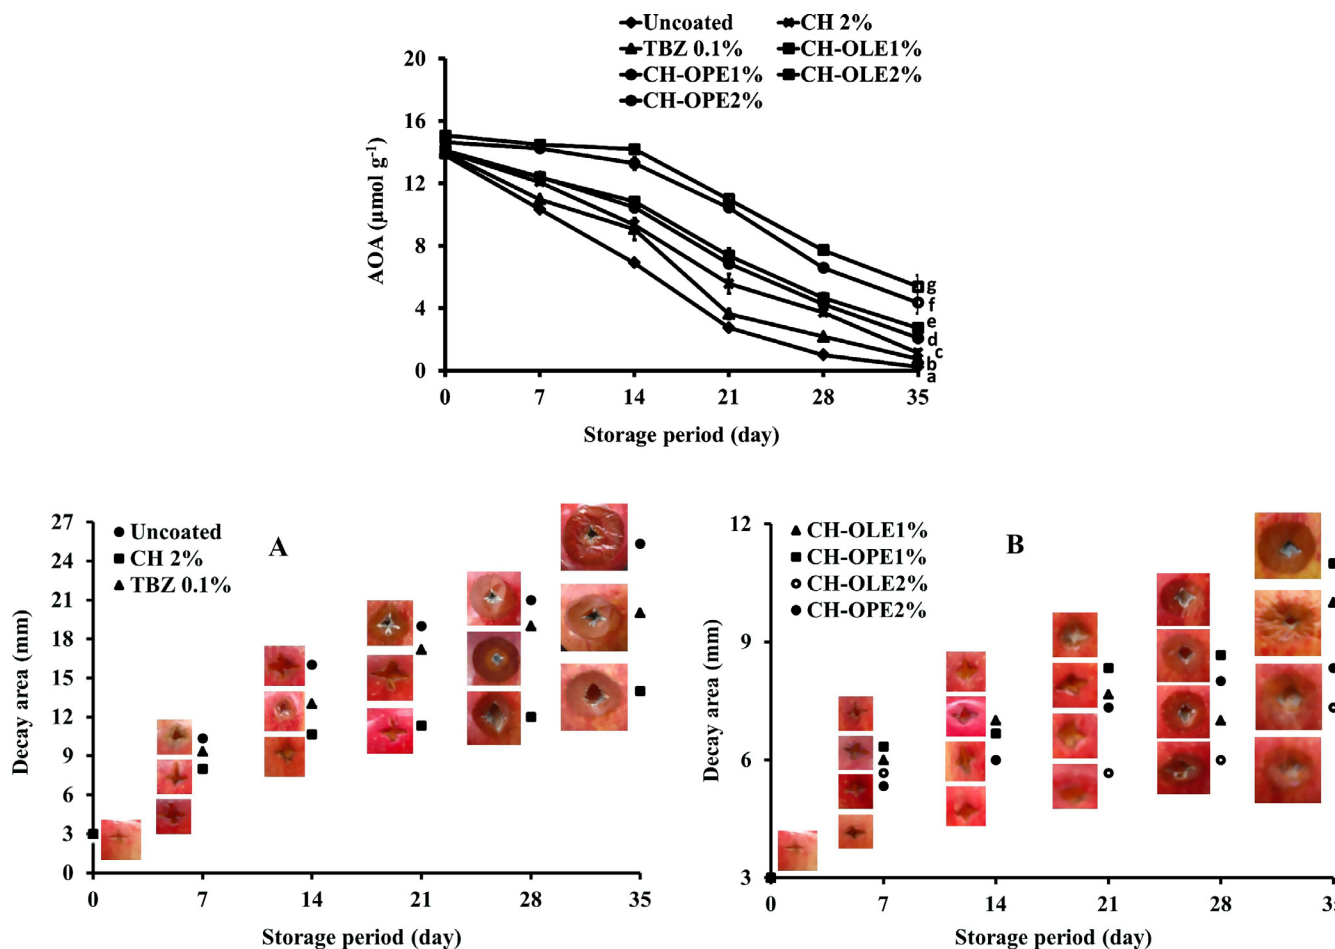 Uncoated CH 2%
TBZ 0.1% CH-OLE1%
CH-OPE1% CH-OLE2%
CH-OPE2%
20
16
12
8
4
0
AOA (µmol g⁻¹)
g
f
e
d
c
b
a
0 7 14 21 28 35
Storage period (day)
27
24
21
18
15
12
9
6
3
0
Decay area (mm)
Uncoated
CH 2%
TBZ 0.1%
A
0 7 14 21 28 35
Storage period (day)
12
9
6
3
Decay area (mm)
CH-OLE1%
CH-OPE1%
CH-OLE2%
CH-OPE2%
B
0 7 14 21 28 35
Storage period (day)